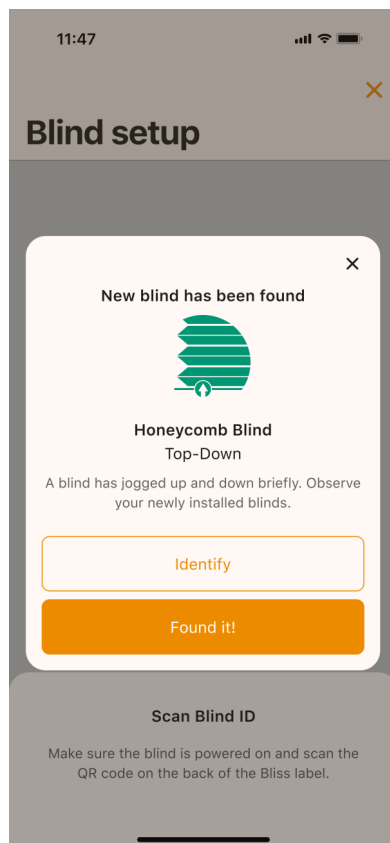 11:47
Blind setup
New blind has been found
Honeycomb Blind
Top-Down
A blind has jogged up and down briefly. Observe
your newly installed blinds.
Identify
Found it!
Scan Blind ID
Make sure the blind is powered on and scan the
QR code on the back of the Bliss label.